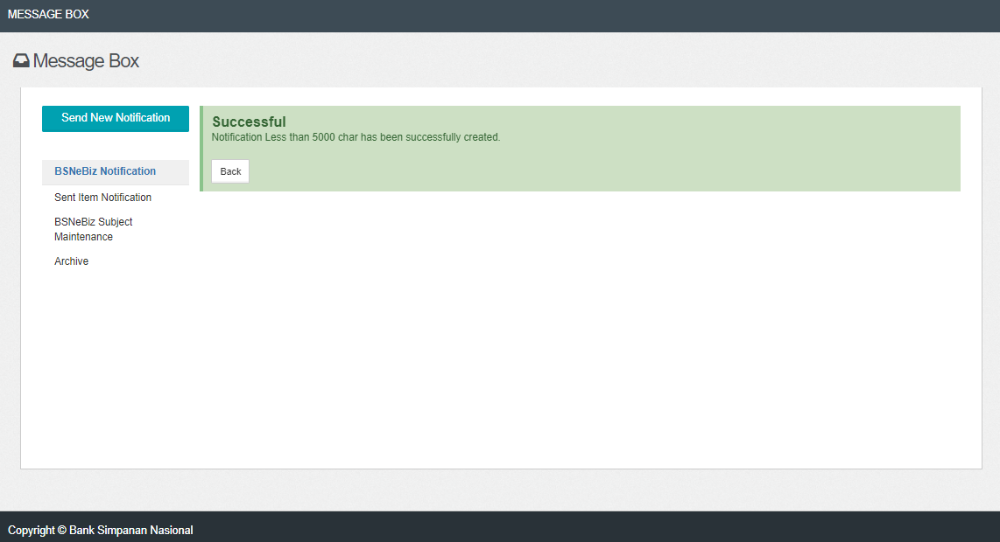 MESSAGE BOX
Message Box
Send New Notification
BSNeBiz Notification
Sent Item Notification
BSNeBiz Subject
Maintenance
Archive
Successful
Notification Less than 5000 char has been successfully created.
Back
Copyright © Bank Simpanan Nasional